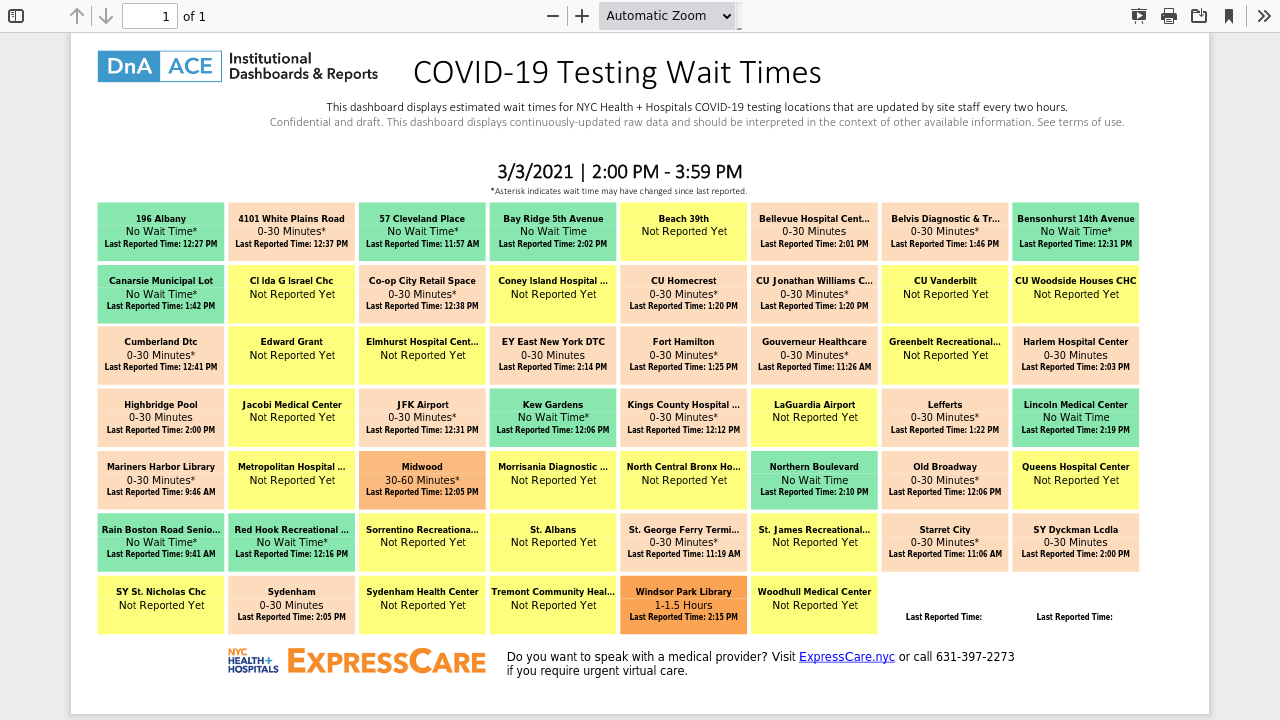 1 of 1 Automatic Zoom
DnA ACE Institutional
Dashboards & Reports
COVID-19 Testing Wait Times
This dashboard displays estimated wait times for NYC Health + Hospitals COVID-19 testing locations that are updated by site staff every two hours.
Confidential and draft. This dashboard displays continuously-updated raw data and should be interpreted in the context of other available information. See terms of use.
3/3/2021 | 2:00 PM - 3:59 PM
*Asterisk indicates wait time may have changed since last reported.
196 Albany
No Wait Time*
Last Reported Time: 12:27 PM
4101 White Plains Road
0-30 Minutes*
Last Reported Time: 12:37 PM
57 Cleveland Place
No Wait Time*
Last Reported Time: 11:57 AM
Bay Ridge 5th Avenue
No Wait Time
Last Reported Time: 2:02 PM
Beach 39th
Not Reported Yet
Bellevue Hospital Cent...
0-30 Minutes
Last Reported Time: 2:01 PM
Belvis Diagnostic & Tr...
0-30 Minutes*
Last Reported Time: 1:46 PM
Bensonhurst 14th Avenue
No Wait Time*
Last Reported Time: 12:31 PM
Canarsie Municipal Lot
No Wait Time*
Last Reported Time: 1:42 PM
Cl Ida G Israel Chc
Not Reported Yet
Co-op City Retail Space
0-30 Minutes*
Last Reported Time: 12:38 PM
Coney Island Hospital ...
Not Reported Yet
CU Homecrest
0-30 Minutes*
Last Reported Time: 1:20 PM
CU Jonathan Williams C...
0-30 Minutes*
Last Reported Time: 1:20 PM
CU Vanderbilt
Not Reported Yet
CU Woodside Houses CHC
Not Reported Yet
Cumberland Dtc
0-30 Minutes*
Last Reported Time: 12:41 PM
Edward Grant
Not Reported Yet
Elmhurst Hospital Cent...
Not Reported Yet
EY East New York DTC
0-30 Minutes
Last Reported Time: 2:14 PM
Fort Hamilton
0-30 Minutes*
Last Reported Time: 1:25 PM
Gouverneur Healthcare
0-30 Minutes*
Last Reported Time: 11:26 AM
Greenbelt Recreational...
Not Reported Yet
Harlem Hospital Center
0-30 Minutes
Last Reported Time: 2:03 PM
Highbridge Pool
0-30 Minutes
Last Reported Time: 2:00 PM
Jacobi Medical Center
Not Reported Yet
JFK Airport
0-30 Minutes*
Last Reported Time: 12:31 PM
Kew Gardens
No Wait Time*
Last Reported Time: 12:06 PM
Kings County Hospital ...
0-30 Minutes*
Last Reported Time: 12:12 PM
LaGuardia Airport
Not Reported Yet
Lefferts
0-30 Minutes*
Last Reported Time: 1:22 PM
Lincoln Medical Center
No Wait Time
Last Reported Time: 2:19 PM
Mariners Harbor Library
0-30 Minutes*
Last Reported Time: 9:46 AM
Metropolitan Hospital ...
Not Reported Yet
Midwood
30-60 Minutes*
Last Reported Time: 12:05 PM
Morrisania Diagnostic ...
Not Reported Yet
North Central Bronx Ho...
Not Reported Yet
Northern Boulevard
No Wait Time
Last Reported Time: 2:10 PM
Old Broadway
0-30 Minutes*
Last Reported Time: 12:06 PM
Queens Hospital Center
Not Reported Yet
Rain Boston Road Senio...
No Wait Time*
Last Reported Time: 9:41 AM
Red Hook Recreational ...
No Wait Time*
Last Reported Time: 12:16 PM
Sorrentino Recreationa...
Not Reported Yet
St. Albans
Not Reported Yet
St. George Ferry Termi...
0-30 Minutes*
Last Reported Time: 11:19 AM
St. James Recreational...
Not Reported Yet
Starret City
0-30 Minutes*
Last Reported Time: 11:06 AM
SY Dyckman Lcdla
0-30 Minutes
Last Reported Time: 2:00 PM
SY St. Nicholas Chc
Not Reported Yet
Sydenham
0-30 Minutes
Last Reported Time: 2:05 PM
Sydenham Health Center
Not Reported Yet
Tremont Community Heal...
Not Reported Yet
Windsor Park Library
1-1.5 Hours
Last Reported Time: 2:15 PM
Woodhull Medical Center
Not Reported Yet
Last Reported Time:
Last Reported Time:
NYC
HEALTH+
HOSPITALS
EXPRESSCARE
Do you want to speak with a medical provider? Visit ExpressCare.nyc or call 631-397-2273
if you require urgent virtual care.